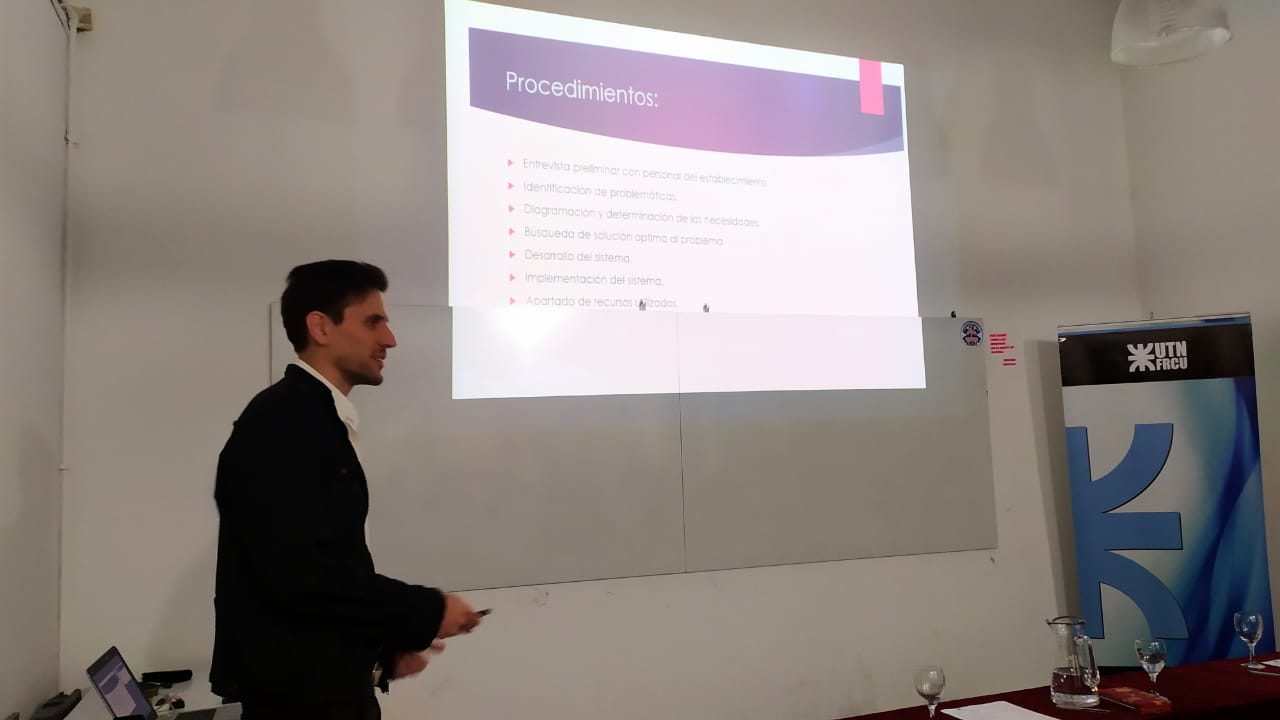 Procedimientos:
Entrevista preliminar con personal del establecimiento.
Identificación de problemáticas.
Diagramación y determinación de las necesidades.
Búsqueda de solución optima al problema.
Desarrollo del sistema.
Implementación del sistema.
Apartado de recursos utilizados.
UTN
FRCU